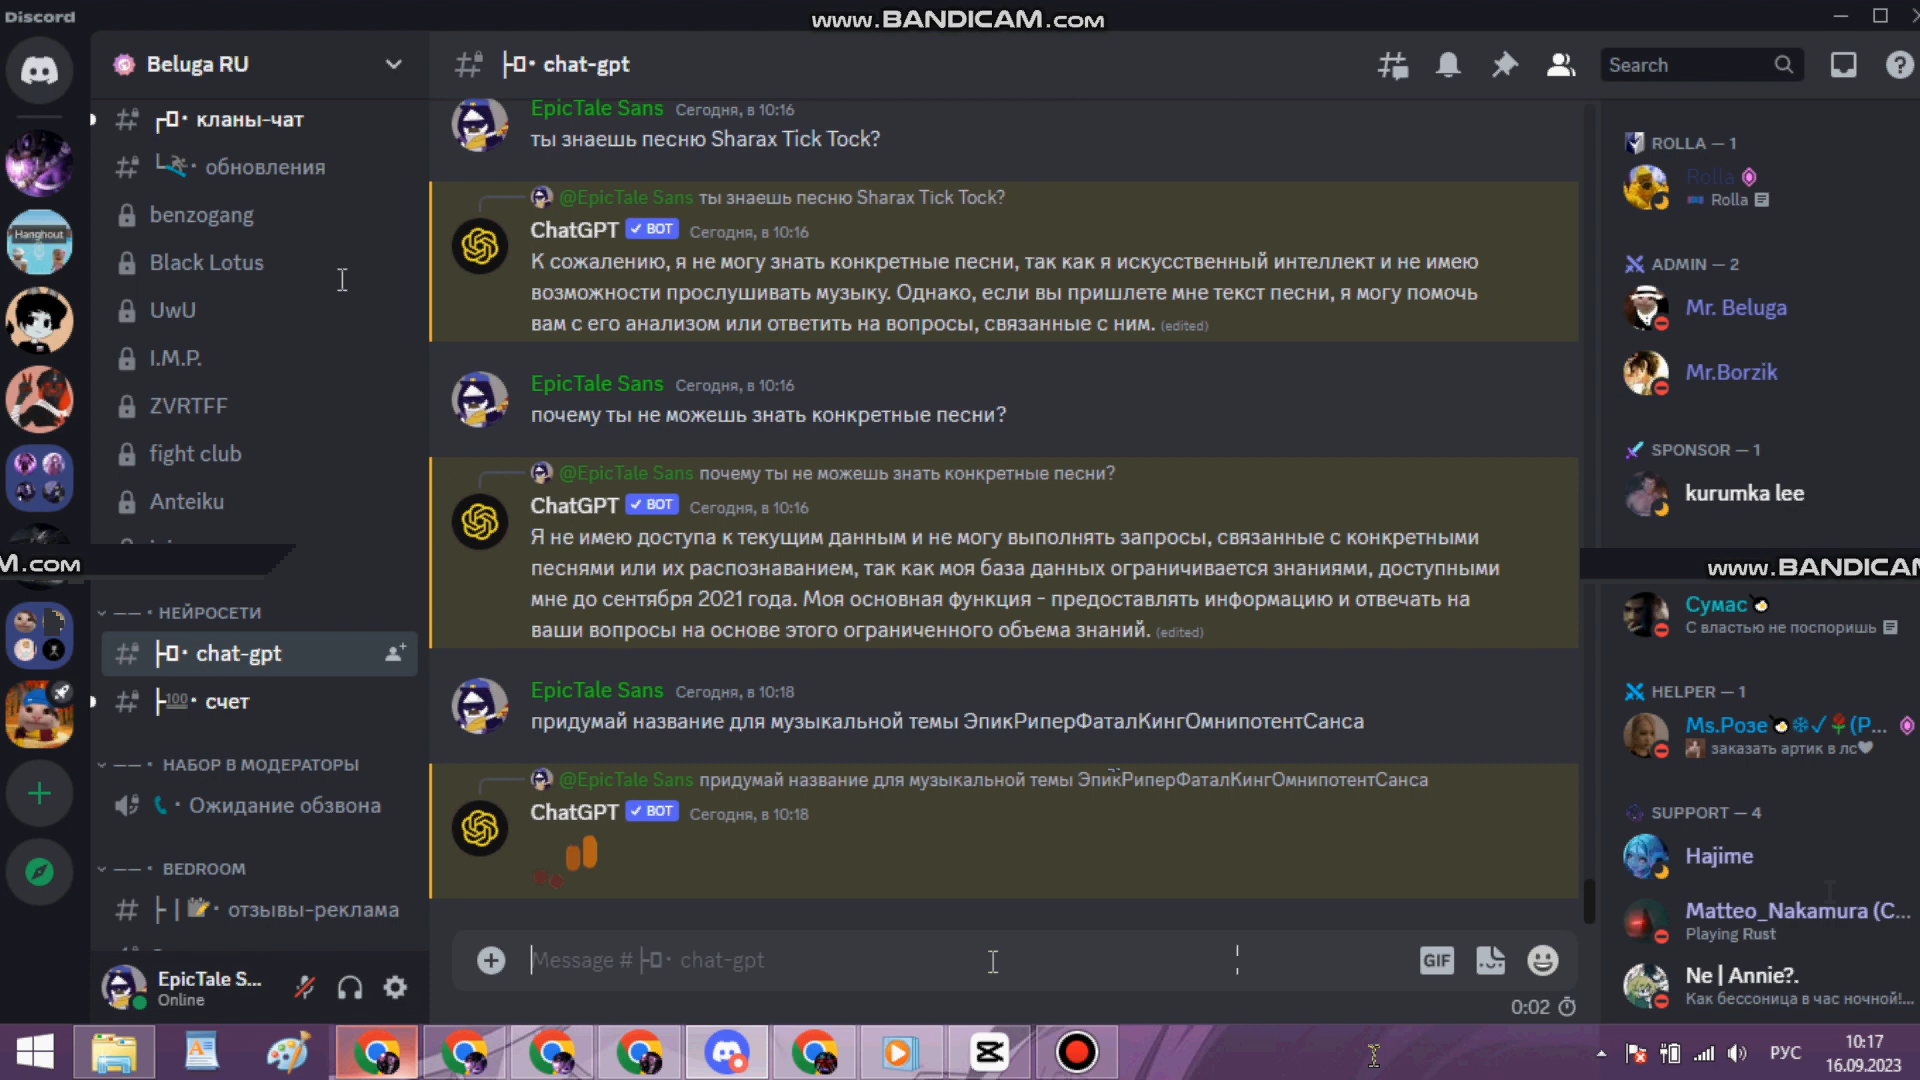 Discord
www.BANDICAM.com
Beluga RU
кланы-чат
обновления
benzogang
Black Lotus
UwU
I.M.P.
ZVRTFF
fight club
Anteiku
M.COM
НЕЙРОСЕТИ
chat-gpt
счет
НАБОР В МОДЕРАТОРЫ
Ожидание обзвона
BEDROOM
отзывы-реклама
EpicTale S...
Online
chat-gpt
Search
EpicTale Sans Сегодня, в 10:16
ты знаешь песню Sharax Tick Tock?
@EpicTale Sans ты знаешь песню Sharax Tick Tock?
ChatGPT ✓ BOT Сегодня, в 10:16
К сожалению, я не могу знать конкретные песни, так как я искусственный интеллект и не имею
возможности прослушивать музыку. Однако, если вы пришлете мне текст песни, я могу помочь
вам с его анализом или ответить на вопросы, связанные с ним. (edited)
EpicTale Sans Сегодня, в 10:16
почему ты не можешь знать конкретные песни?
@EpicTale Sans почему ты не можешь знать конкретные песни?
ChatGPT ✓ BOT Сегодня, в 10:16
Я не имею доступа к текущим данным и не могу выполнять запросы, связанные с конкретными
песнями или их распознаванием, так как моя база данных ограничивается знаниями, доступными
мне до сентября 2021 года. Моя основная функция - предоставлять информацию и отвечать на
ваши вопросы на основе этого ограниченного объема знаний. (edited)
EpicTale Sans Сегодня, в 10:18
придумай название для музыкальной темы ЭпикРиперФаталКингОмнипотентСанса
@EpicTale Sans придумай название для музыкальной темы ЭпикРиперФаталКингОмнипотентСанса
ChatGPT ✓ BOT Сегодня, в 10:18
Message # chat-gpt
GIF
0:02
ROLLA — 1
Rolla
Rolla
ADMIN — 2
Mr. Beluga
Mr.Borzik
SPONSOR — 1
kurumka lee
www.BANDICAM
Сумас
С властью не поспоришь
HELPER — 1
Ms.Розе (P...
заказать артик в лс
SUPPORT — 4
Hajime
Matteo_Nakamura (C...
Playing Rust
Ne | Annie?.
Как бессоница в час ночной!...
Hanghout
РУС
10:17
16.09.2023